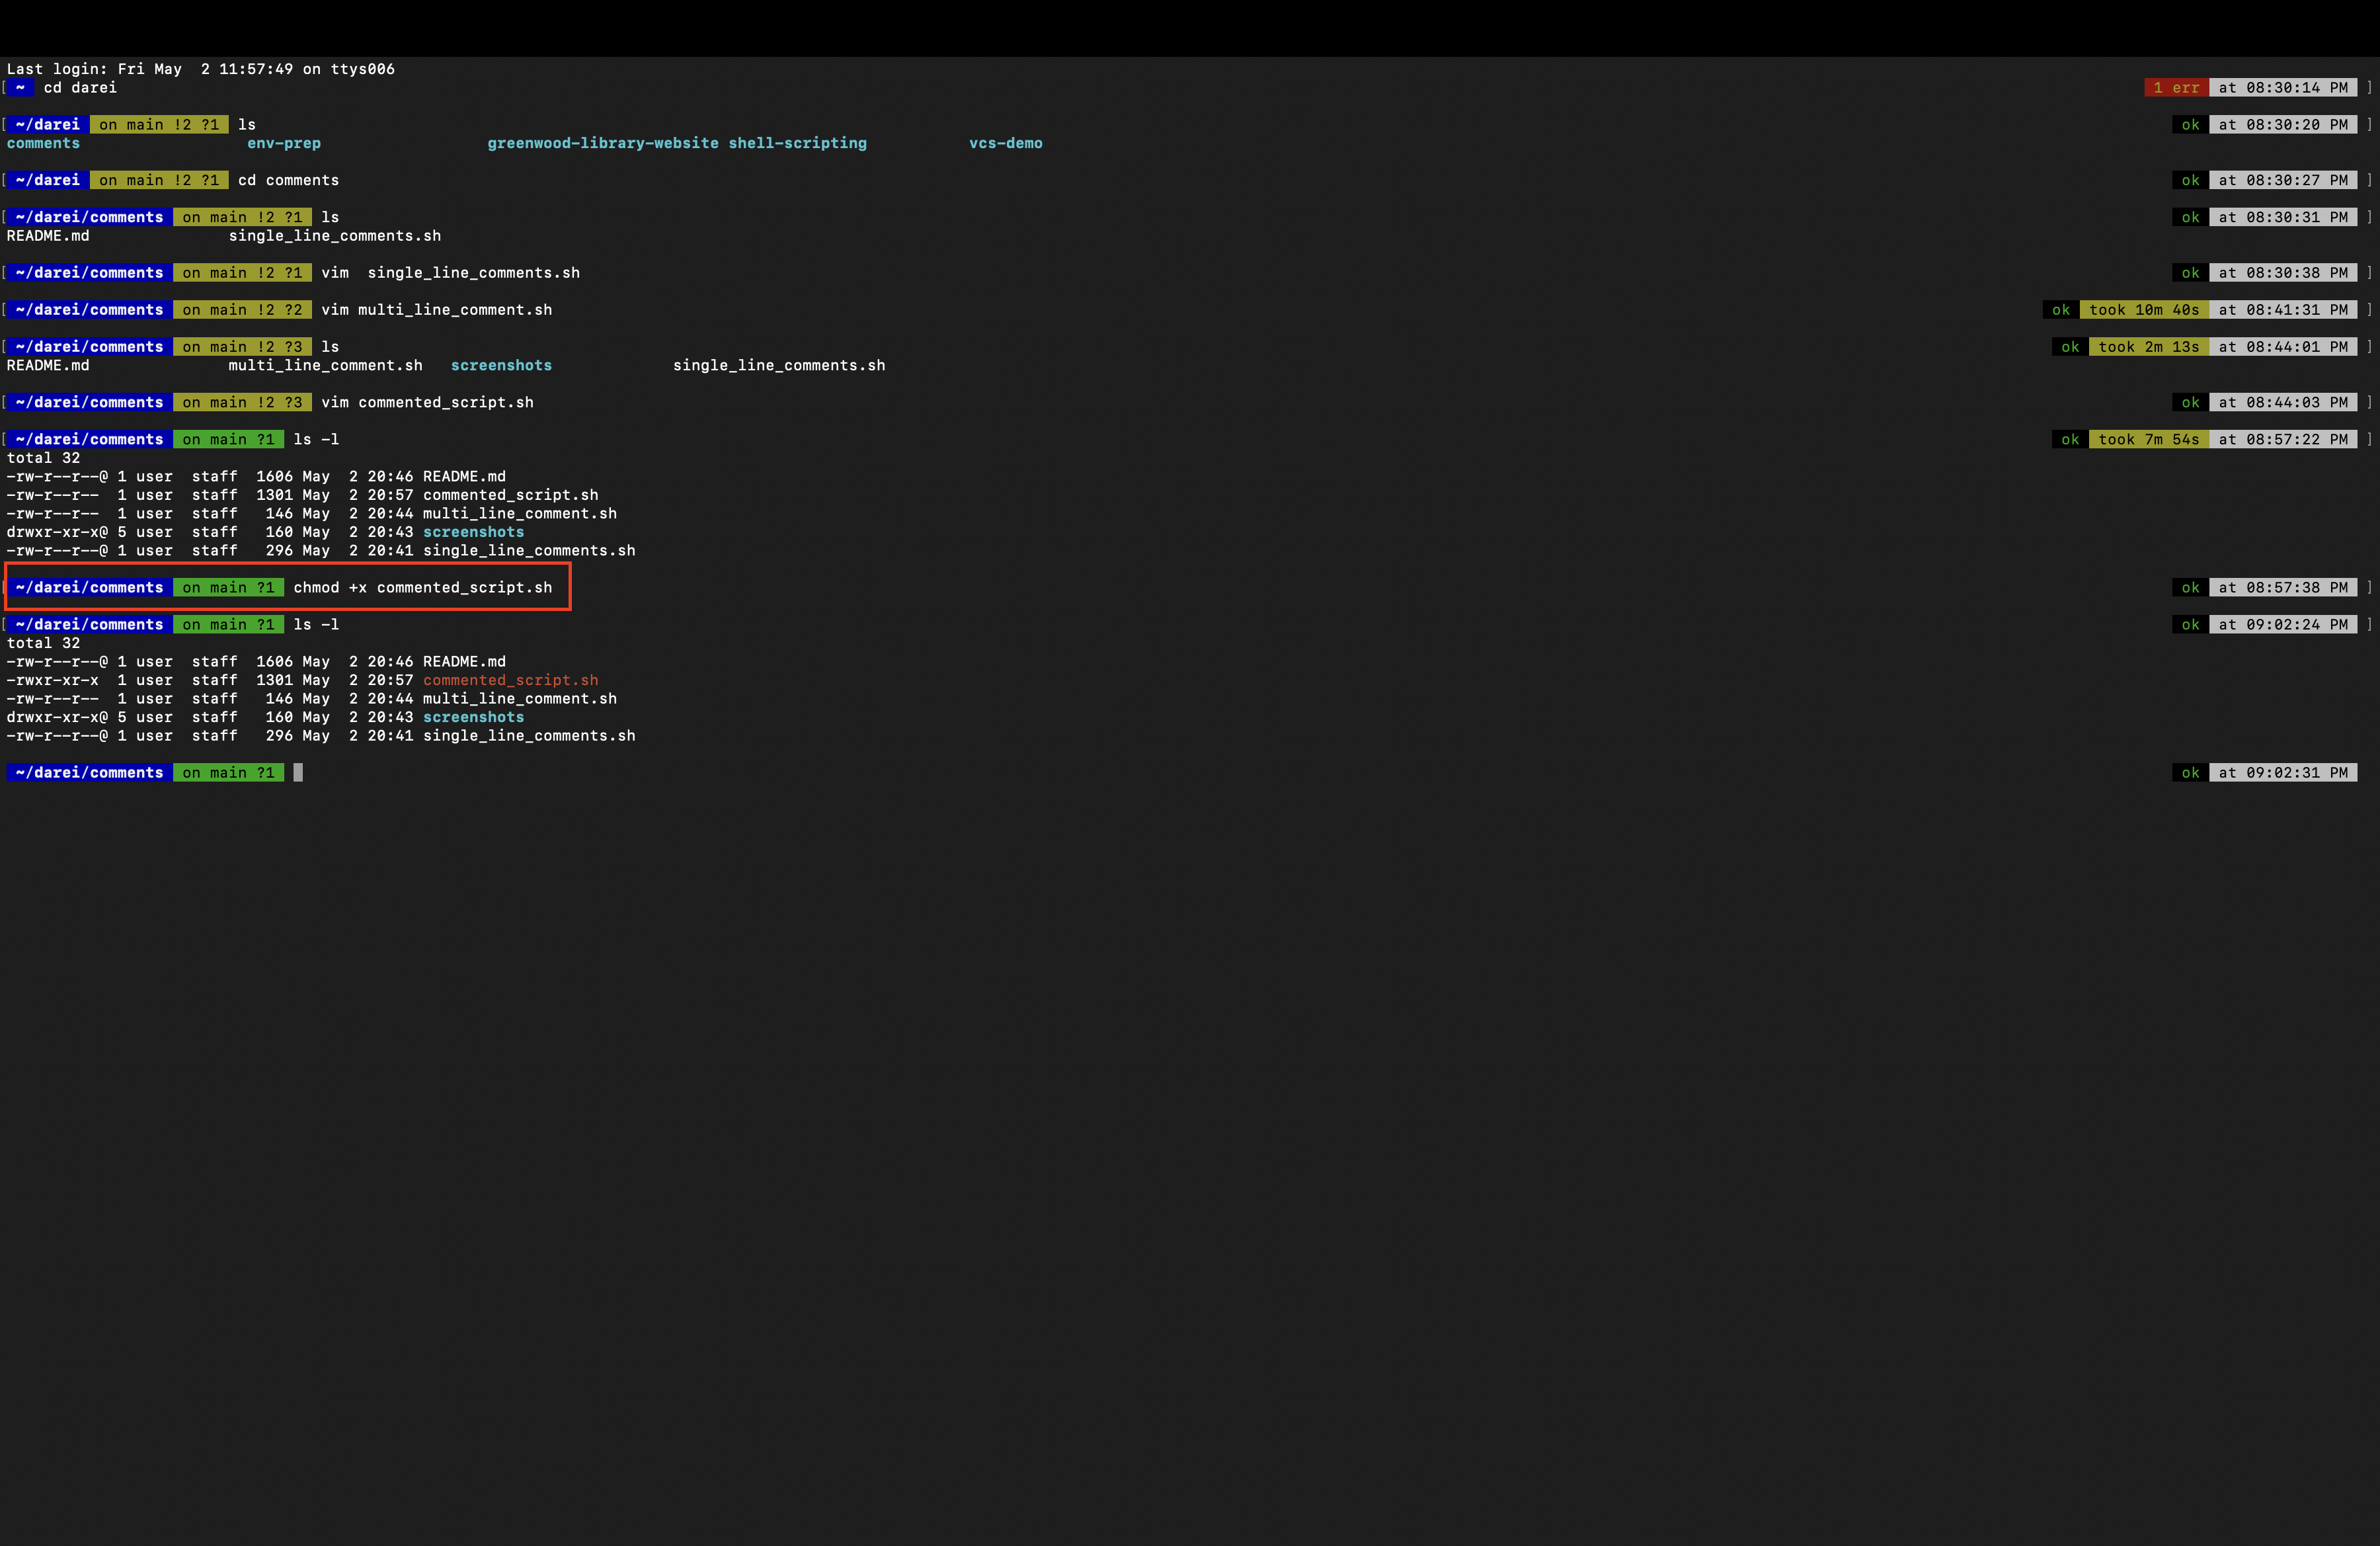 Last login: Fri May  2 11:57:49 on ttys006
[ ~  cd darei 1 err at 08:30:14 PM ]
[ ~/darei  on main !2 ?1  ls ok at 08:30:20 PM ]
comments env-prep greenwood-library-website shell-scripting vcs-demo
[ ~/darei  on main !2 ?1  cd comments ok at 08:30:27 PM ]
[ ~/darei/comments  on main !2 ?1  ls ok at 08:30:31 PM ]
README.md single_line_comments.sh
[ ~/darei/comments  on main !2 ?1  vim  single_line_comments.sh ok at 08:30:38 PM ]
[ ~/darei/comments  on main !2 ?2  vim multi_line_comment.sh ok took 10m 40s at 08:41:31 PM ]
[ ~/darei/comments  on main !2 ?3  ls ok took 2m 13s at 08:44:01 PM ]
README.md multi_line_comment.sh screenshots single_line_comments.sh
[ ~/darei/comments  on main !2 ?3  vim commented_script.sh ok at 08:44:03 PM ]
[ ~/darei/comments  on main ?1  ls -l ok took 7m 54s at 08:57:22 PM ]
total 32
-rw-r--r--@ 1 user  staff  1606 May  2 20:46 README.md
-rw-r--r--  1 user  staff  1301 May  2 20:57 commented_script.sh
-rw-r--r--  1 user  staff   146 May  2 20:44 multi_line_comment.sh
drwxr-xr-x@ 5 user  staff   160 May  2 20:43 screenshots
-rw-r--r--@ 1 user  staff   296 May  2 20:41 single_line_comments.sh
[ ~/darei/comments  on main ?1  chmod +x commented_script.sh ok at 08:57:38 PM ]
[ ~/darei/comments  on main ?1  ls -l ok at 09:02:24 PM ]
total 32
-rw-r--r--@ 1 user  staff  1606 May  2 20:46 README.md
-rwxr-xr-x  1 user  staff  1301 May  2 20:57 commented_script.sh
-rw-r--r--  1 user  staff   146 May  2 20:44 multi_line_comment.sh
drwxr-xr-x@ 5 user  staff   160 May  2 20:43 screenshots
-rw-r--r--@ 1 user  staff   296 May  2 20:41 single_line_comments.sh
~/darei/comments  on main ?1 ok at 09:02:31 PM